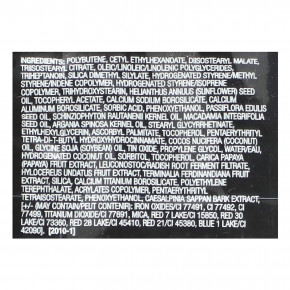 INGREDIENTS: POLYBUTENE, CETYL ETHYLHEXANOATE, DIISOSTEARYL MALATE,
TRIISOSTEARYL CITRATE, OLEIC/LINOLEIC/LINOLENIC POLYGLYCERIDES,
TRIHEPTANOIN, SILICA DIMETHYL SILYLATE, HYDROGENATED STYRENE/METHYL
STYRENE/INDENE COPOLYMER, HYDROGENATED STYRENE/ISOPRENE
COPOLYMER, TRIHYDROXYSTEARIN, HELIANTHUS ANNUUS (SUNFLOWER) SEED
OIL, TOCOPHERYL ACETATE, CALCIUM SODIUM BOROSILICATE, CALCIUM
ALUMINUM BOROSILICATE, SORBIC ACID, PHENOXYETHANOL, PASSIFLORA EDULIS
SEED OIL, SCHINZIOPHYTON RAUTANENII KERNEL OIL, MACADAMIA INTEGRIFOLIA
SEED OIL, ARGANIA SPINOSA KERNEL OIL, STEARYL GLYCYRRHETINATE,
ETHYLHEXYLGLYCERIN, ASCORBYL PALMITATE, TOCOPHEROL, PENTAERYTHRITYL
TETRA-DI-T-BUTYL HYDROXYHYDROCINNAMATE, COCOS NUCIFERA (COCONUT)
OIL, GLYCINE SOJA (SOYBEAN) OIL, TIN OXIDE, PROPYLENE GLYCOL, WATER/EAU,
HYDROGENATED COCONUT OIL, SORBITOL, TOCOPHEROL, CARICA PAPAYA
(PAPAYA) FRUIT EXTRACT, LEUCONOSTOC/RADISH ROOT FERMENT FILTRATE,
HYLOCEREUS UNDATUS FRUIT EXTRACT, TERMINALIA FERDINANDIANA FRUIT
EXTRACT, SILICA, CALCIUM TITANIUM BOROSILICATE, POLYETHYLENE
TEREPHTHALATE, ACRYLATES COPOLYMER, PENTAERYTHRITYL
TETRAISOSTEARATE, PHENOXYETHANOL, CAESALPINIA SAPPAN BARK EXTRACT,
[+/- (MAY CONTAIN/PEUT CONTENIR): IRON OXIDES/CI 77491, CI 77492, CI
77499, TITANIUM DIOXIDE/CI 77891, MICA, RED 7 LAKE/CI 15850, RED
30 LAKE/CI 73360, RED 28 LAKE/CI 45410, RED 21/CI 45380, BLUE 1 LAKE/CI
42090]. [2010-1]